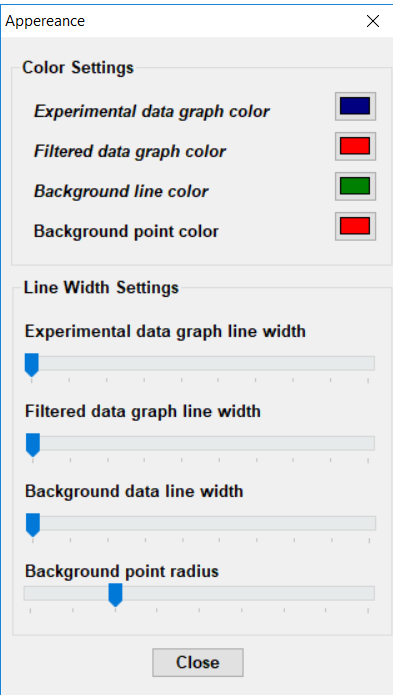 Appereance
Color Settings
Experimental data graph color
Filtered data graph color
Background line color
Background point color
Line Width Settings
Experimental data graph line width
Filtered data graph line width
Background data line width
Background point radius
Close